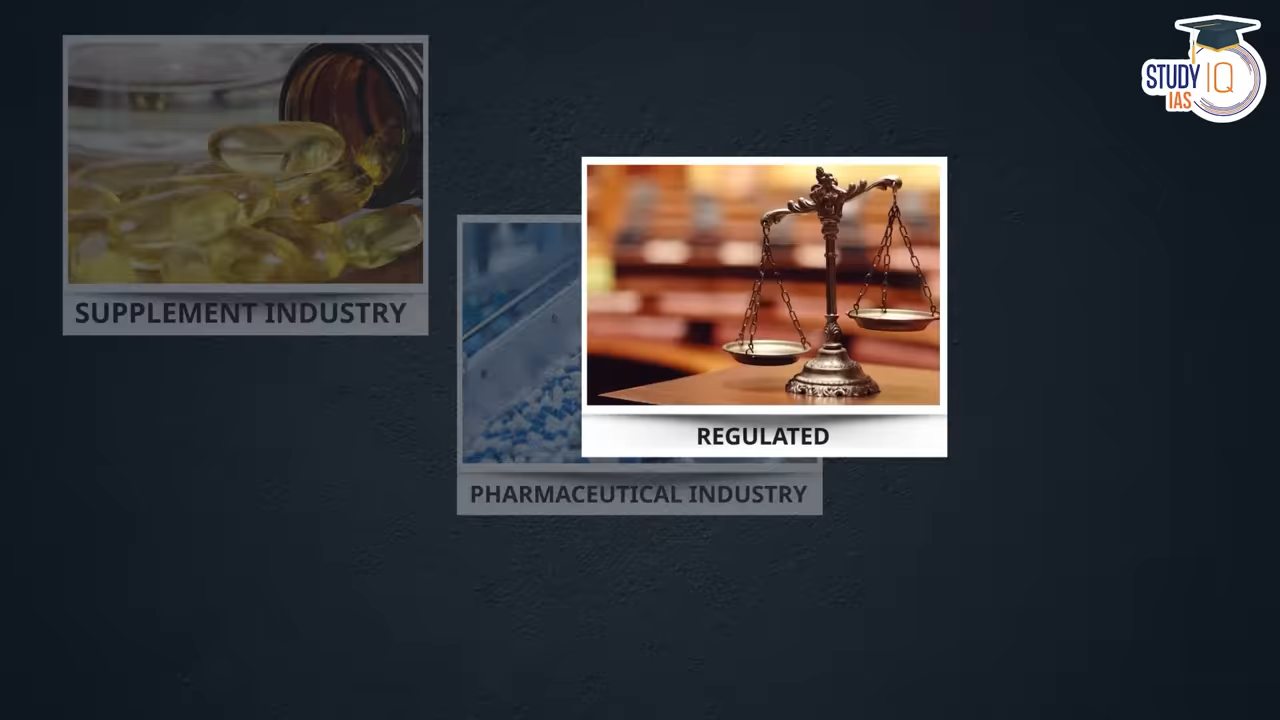 STUDY IQ
IAS
SUPPLEMENT INDUSTRY
REGULATED
PHARMACEUTICAL INDUSTRY